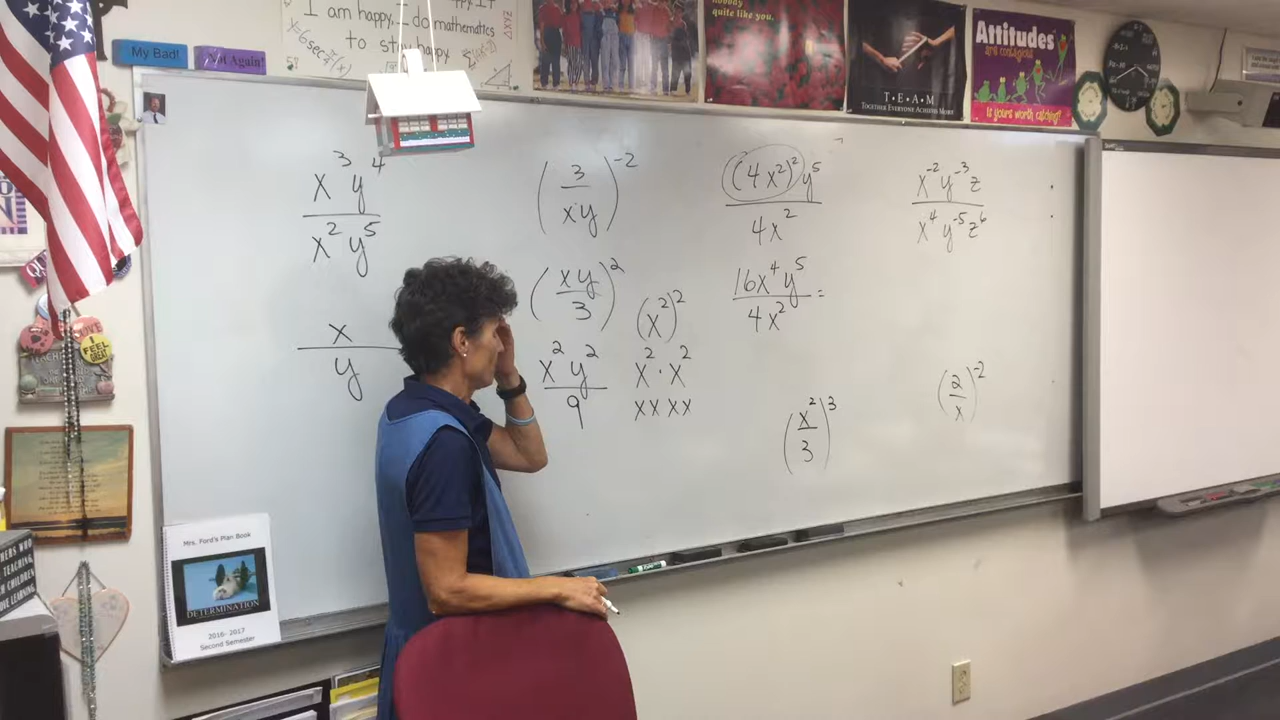 My Bad!
Not Again!
I am happy, I do mathematics
to stay happy
nobody
quite like you.
T • E • A • M
TOGETHER EVERYONE ACHIEVES MORE
Attitudes
are contagious
Is yours worth catching?
x³y⁴ / x²y⁵
(3 / xy)⁻²
((4x²)²y⁵) / 4x²
x⁻²y⁻³z / x⁴y⁻⁵z⁶
(xy / 3)²
(x²)²
16x⁴y⁵ / 4x² =
x / y
x²y² / 9
x² · x²
xx xx
(x² / 3)³
(2 / x)⁻²
I FEEL
GREAT
Mrs. Ford's Plan Book
DETERMINATION
2016- 2017
Second Semester